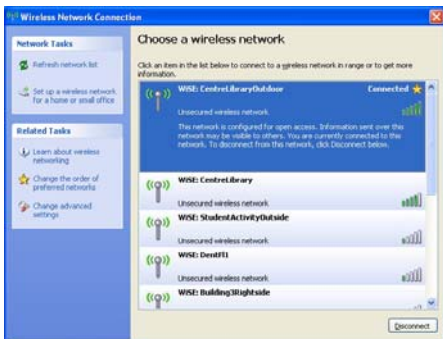 Wireless Network Connection
Network Tasks
Refresh network list
Set up a wireless network
for a home or small office
Related Tasks
Learn about wireless
networking
Change the order of
preferred networks
Change advanced
settings
Choose a wireless network
Click an item in the list below to connect to a wireless network in range or to get more
information.
WISE: CentreLibraryOutdoor Connected
Unsecured wireless network
This network is configured for open access. Information sent over this
network may be visible to others. You are currently connected to this
network. To disconnect from this network, click Disconnect below.
WISE: CentreLibrary
Unsecured wireless network
WISE: StudentActivityOutside
Unsecured wireless network
WISE: DentFl1
Unsecured wireless network
WISE: Building3Rightside
Disconnect